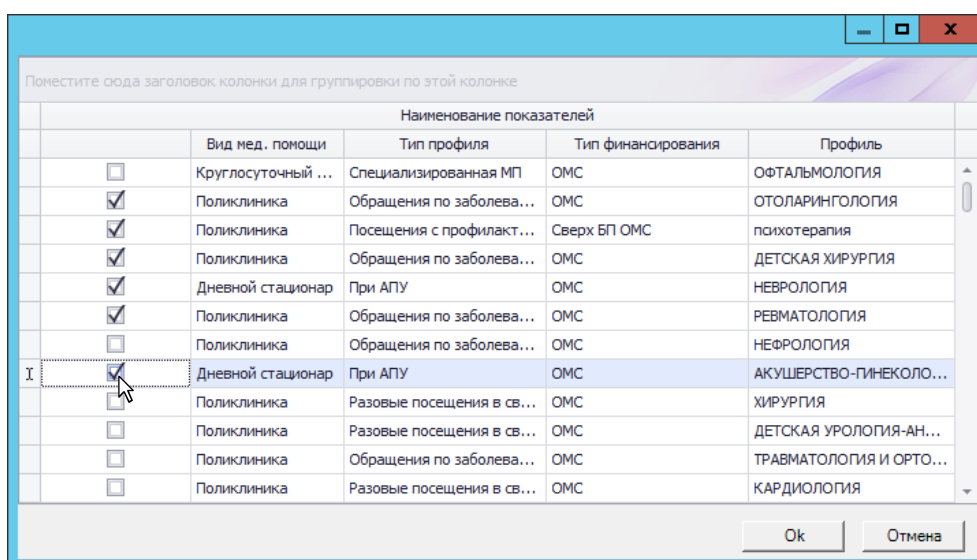 Поместите сюда заголовок колонки для группировки по этой колонке
Наименование показателей
Вид мед. помощи Тип профиля Тип финансирования Профиль
Круглосуточный ... Специализированная МП ОМС ОФТАЛЬМОЛОГИЯ
Поликлиника Обращения по заболева... ОМС ОТОЛАРИНГОЛОГИЯ
Поликлиника Посещения с профилакт... Сверх БП ОМС психотерапия
Поликлиника Обращения по заболева... ОМС ДЕТСКАЯ ХИРУРГИЯ
Дневной стационар При АПУ ОМС НЕВРОЛОГИЯ
Поликлиника Обращения по заболева... ОМС РЕВМАТОЛОГИЯ
Поликлиника Обращения по заболева... ОМС НЕФРОЛОГИЯ
Дневной стационар При АПУ ОМС АКУШЕРСТВО-ГИНЕКОЛО...
Поликлиника Разовые посещения в св... ОМС ХИРУРГИЯ
Поликлиника Разовые посещения в св... ОМС ДЕТСКАЯ УРОЛОГИЯ-АН...
Поликлиника Обращения по заболева... ОМС ТРАВМАТОЛОГИЯ И ОРТО...
Поликлиника Разовые посещения в св... ОМС КАРДИОЛОГИЯ
Ok Отмена